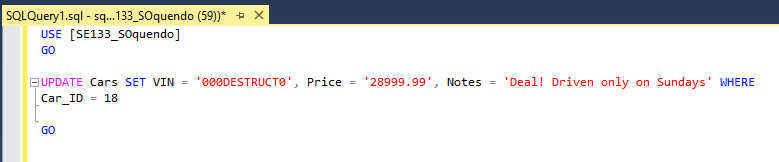 SQLQuery1.sql - sq...133_SOquendo (59))*
USE [SE133_SOquendo]
GO
UPDATE Cars SET VIN = '000DESTRUCT0', Price = '28999.99', Notes = 'Deal! Driven only on Sundays' WHERE
Car_ID = 18
GO